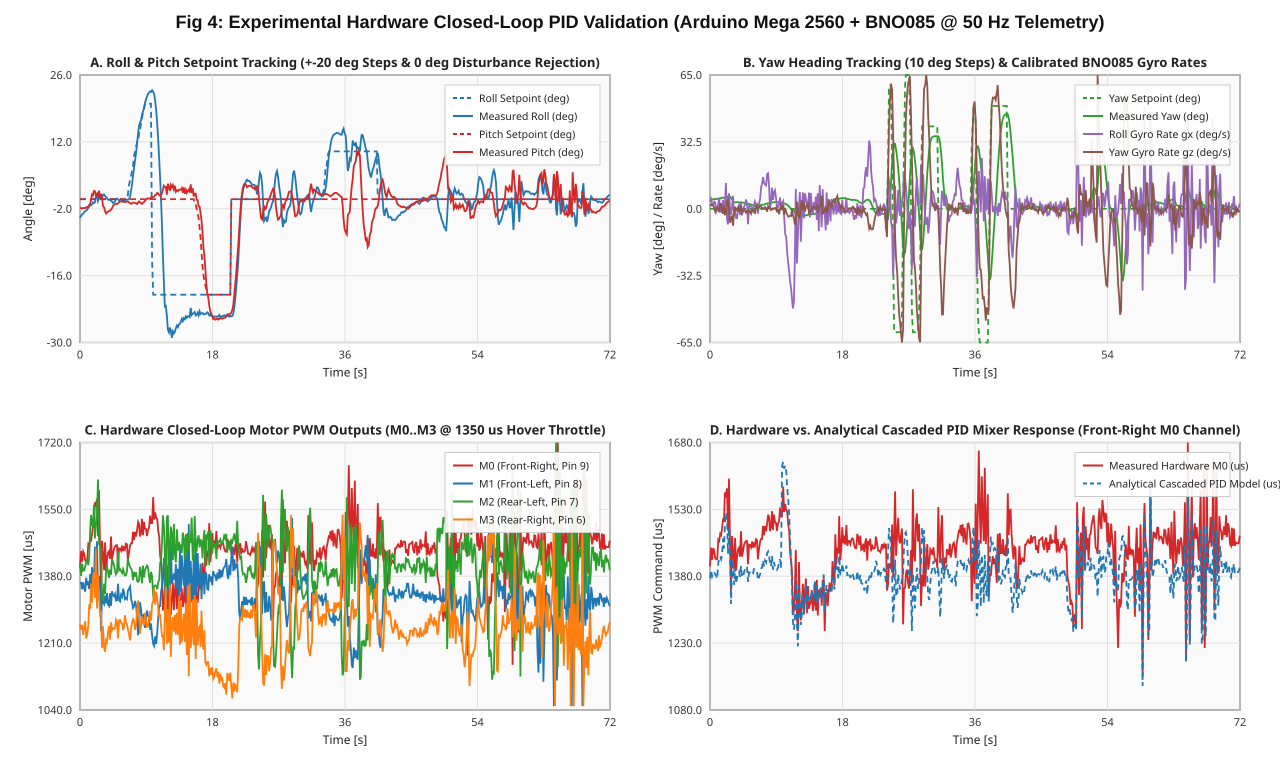 Fig 4: Experimental Hardware Closed-Loop PID Validation (Arduino Mega 2560 + BNO085 @ 50 Hz Telemetry)
A. Roll & Pitch Setpoint Tracking (+-20 deg Steps & 0 deg Disturbance Rejection)
26.0
12.0
-2.0
-16.0
-30.0
Angle [deg]
Roll Setpoint (deg)
Measured Roll (deg)
Pitch Setpoint (deg)
Measured Pitch (deg)
0 18 36 54 72
Time [s]
B. Yaw Heading Tracking (10 deg Steps) & Calibrated BNO085 Gyro Rates
65.0
32.5
0.0
-32.5
-65.0
Yaw [deg] / Rate [deg/s]
Yaw Setpoint (deg)
Measured Yaw (deg)
Roll Gyro Rate gx (deg/s)
Yaw Gyro Rate gz (deg/s)
0 18 36 54 72
Time [s]
C. Hardware Closed-Loop Motor PWM Outputs (M0..M3 @ 1350 us Hover Throttle)
1720.0
1550.0
1380.0
1210.0
1040.0
Motor PWM [us]
M0 (Front-Right, Pin 9)
M1 (Front-Left, Pin 8)
M2 (Rear-Left, Pin 7)
M3 (Rear-Right, Pin 6)
0 18 36 54 72
Time [s]
D. Hardware vs. Analytical Cascaded PID Mixer Response (Front-Right M0 Channel)
1680.0
1530.0
1380.0
1230.0
1080.0
PWM Command [us]
Measured Hardware M0 (us)
Analytical Cascaded PID Model (us)
0 18 36 54 72
Time [s]